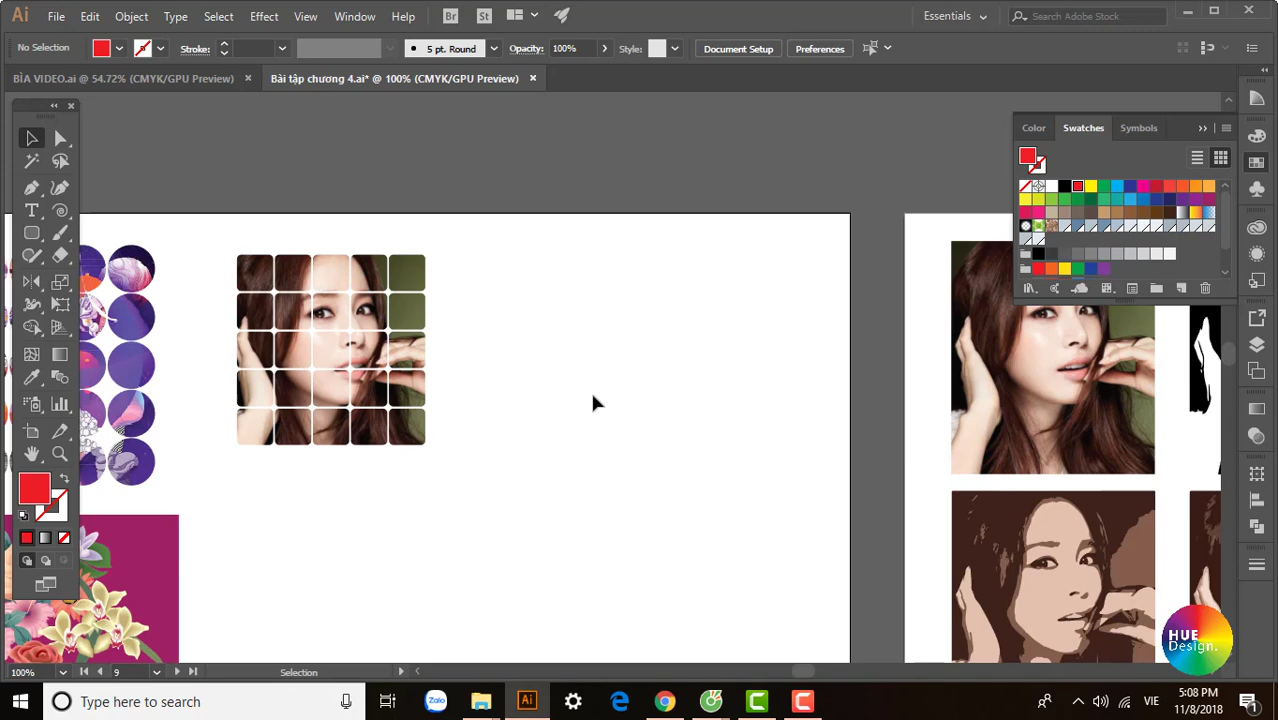 Ai File Edit Object Type Select Effect View Window Help Br St Essentials Search Adobe Stock
No Selection Stroke: 5 pt. Round Opacity: 100% Style: Document Setup Preferences
BÌA VIDEO.ai @ 54.72% (CMYK/GPU Preview) × Bài tập chương 4.ai* @ 100% (CMYK/GPU Preview) ×
Color Swatches Symbols
HUE
Design.
100% 9 Selection
Type here to search Zalo Ai VIE 5:08 PM
11/8/2018 1